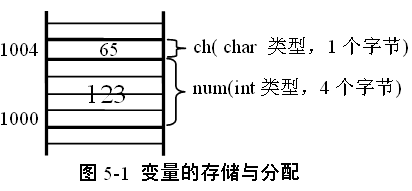 1004 65 ch( char 类型，1 个字节)
123 num(int 类型，4 个字节)
1000
图 5-1 变量的存储与分配